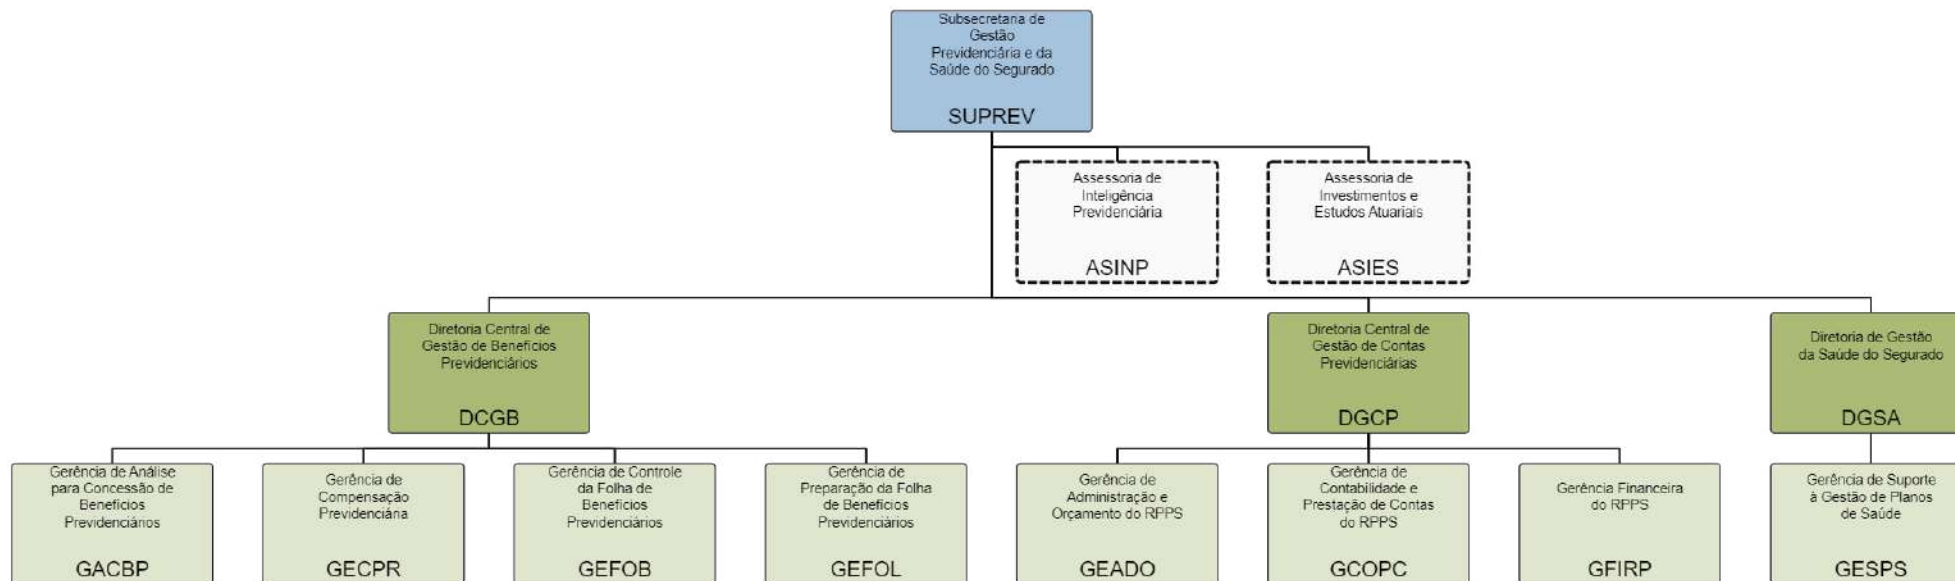 Subsecretaria de
Gestão
Previdenciária e da
Saúde do Segurado
SUPREV
Assessoria de
Inteligência
Previdenciária
ASINP
Assessoria de
Investimentos e
Estudos Atuariais
ASIES
Diretoria Central de
Gestão de Benefícios
Previdenciários
DCGB
Diretoria Central de
Gestão de Contas
Previdenciárias
DGCP
Diretoria de Gestão
da Saúde do Segurado
DGSA
Gerência de Análise
para Concessão de
Benefícios
Previdenciários
GACBP
Gerência de
Compensação
Previdenciária
GECPR
Gerência de Controle
da Folha de
Benefícios
Previdenciários
GEFOB
Gerência de
Preparação da Folha
de Benefícios
Previdenciários
GEFOL
Gerência de
Administração e
Orçamento do RPPS
GEADO
Gerência de
Contabilidade e
Prestação de Contas
do RPPS
GCOPC
Gerência Financeira
do RPPS
GFIRP
Gerência de Suporte
à Gestão de Planos
de Saúde
GESPS